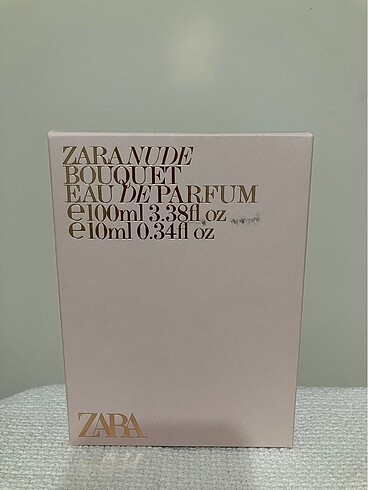 ZARA NUDE
BOUQUET
EAU DE PARFUM
℮100ml 3.38fl oz
℮10ml 0.34fl oz
ZARA